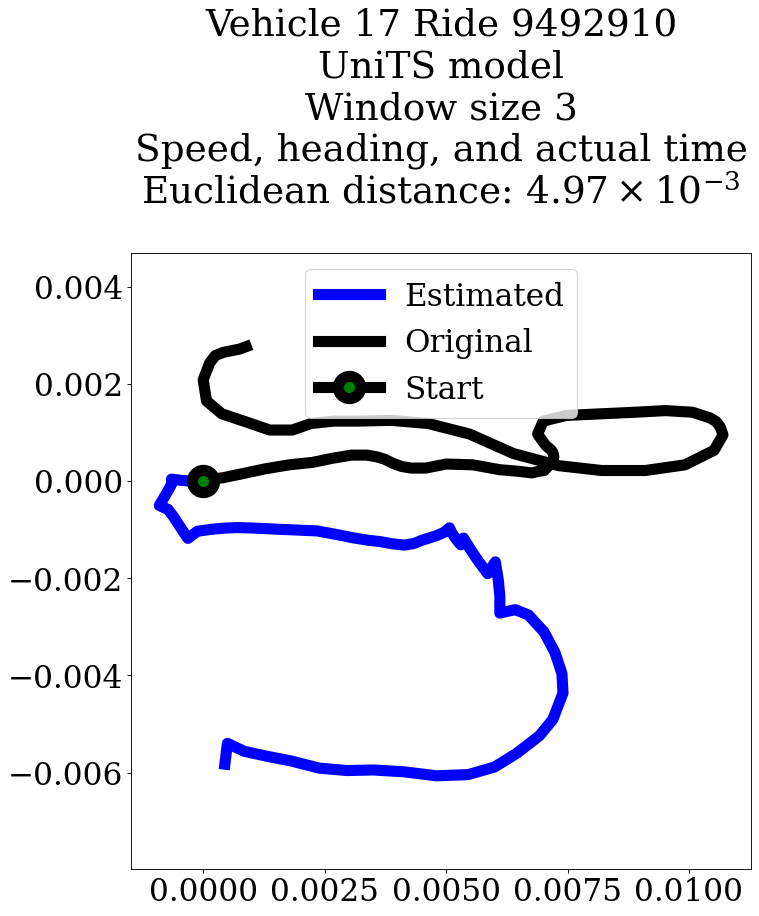 Vehicle 17 Ride 9492910
UniTS model
Window size 3
Speed, heading, and actual time
Euclidean distance: 4.97 × 10⁻³
Estimated
Original
Start
0.004
0.002
0.000
−0.002
−0.004
−0.006
0.0000 0.0025 0.0050 0.0075 0.0100